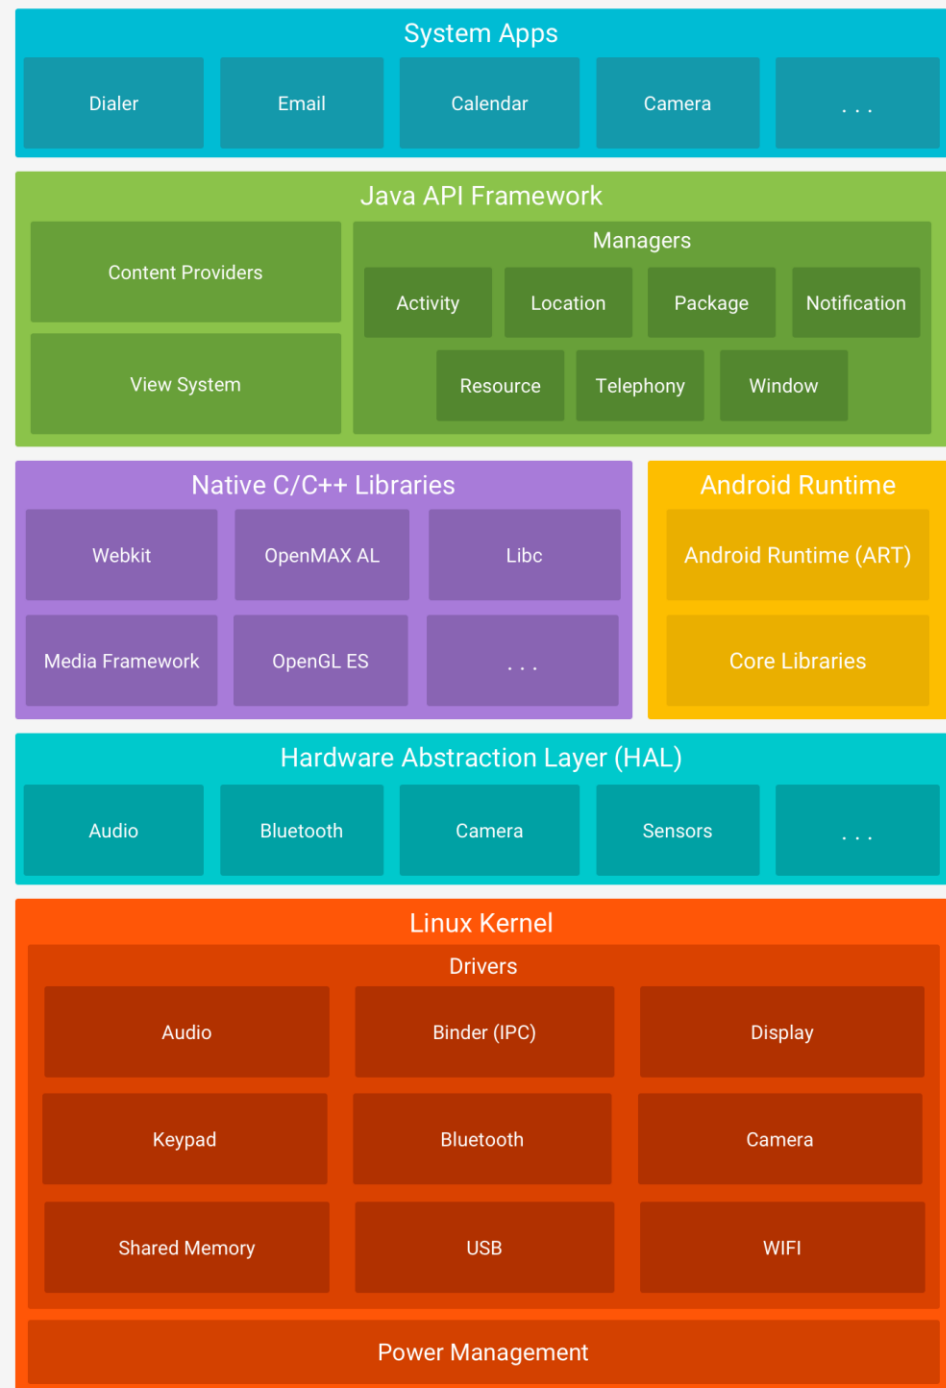 System Apps
Dialer
Email
Calendar
Camera
. . .
Java API Framework
Content Providers
View System
Managers
Activity
Location
Package
Notification
Resource
Telephony
Window
Native C/C++ Libraries
Webkit
OpenMAX AL
Libc
Media Framework
OpenGL ES
. . .
Android Runtime
Android Runtime (ART)
Core Libraries
Hardware Abstraction Layer (HAL)
Audio
Bluetooth
Camera
Sensors
. . .
Linux Kernel
Drivers
Audio
Binder (IPC)
Display
Keypad
Bluetooth
Camera
Shared Memory
USB
WIFI
Power Management